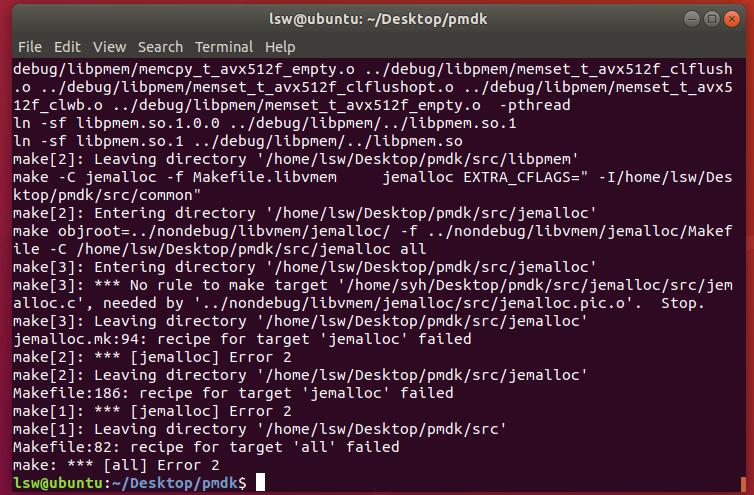 lsw@ubuntu: ~/Desktop/pmdk
File Edit View Search Terminal Help
debug/libpmem/memcpy_t_avx512f_empty.o ../debug/libpmem/memset_t_avx512f_clflush
.o ../debug/libpmem/memset_t_avx512f_clflushopt.o ../debug/libpmem/memset_t_avx5
12f_clwb.o ../debug/libpmem/memset_t_avx512f_empty.o  -pthread
ln -sf libpmem.so.1.0.0 ../debug/libpmem/../libpmem.so.1
ln -sf libpmem.so.1 ../debug/libpmem/../libpmem.so
make[2]: Leaving directory '/home/lsw/Desktop/pmdk/src/libpmem'
make -C jemalloc -f Makefile.libvmem     jemalloc EXTRA_CFLAGS=" -I/home/lsw/Des
ktop/pmdk/src/common"
make[2]: Entering directory '/home/lsw/Desktop/pmdk/src/jemalloc'
make objroot=../nondebug/libvmem/jemalloc/ -f ../nondebug/libvmem/jemalloc/Makef
ile -C /home/lsw/Desktop/pmdk/src/jemalloc all
make[3]: Entering directory '/home/lsw/Desktop/pmdk/src/jemalloc'
make[3]: *** No rule to make target '/home/syh/Desktop/pmdk/src/jemalloc/src/jem
alloc.c', needed by '../nondebug/libvmem/jemalloc/src/jemalloc.pic.o'.  Stop.
make[3]: Leaving directory '/home/lsw/Desktop/pmdk/src/jemalloc'
jemalloc.mk:94: recipe for target 'jemalloc' failed
make[2]: *** [jemalloc] Error 2
make[2]: Leaving directory '/home/lsw/Desktop/pmdk/src/jemalloc'
Makefile:186: recipe for target 'jemalloc' failed
make[1]: *** [jemalloc] Error 2
make[1]: Leaving directory '/home/lsw/Desktop/pmdk/src'
Makefile:82: recipe for target 'all' failed
make: *** [all] Error 2
lsw@ubuntu:~/Desktop/pmdk$